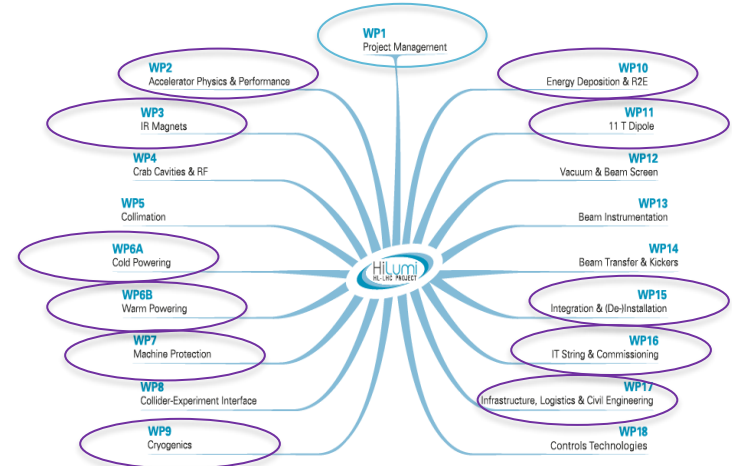 WP1
Project Management
WP2
Accelerator Physics & Performance
WP3
IR Magnets
WP4
Crab Cavities & RF
WP5
Collimation
WP6A
Cold Powering
WP6B
Warm Powering
WP7
Machine Protection
WP8
Collider-Experiment Interface
WP9
Cryogenics
HiLumi
HL-LHC PROJECT
WP10
Energy Deposition & R2E
WP11
11 T Dipole
WP12
Vacuum & Beam Screen
WP13
Beam Instrumentation
WP14
Beam Transfer & Kickers
WP15
Integration & (De-)Installation
WP16
IT String & Commissioning
WP17
Infrastructure, Logistics & Civil Engineering
WP18
Controls Technologies